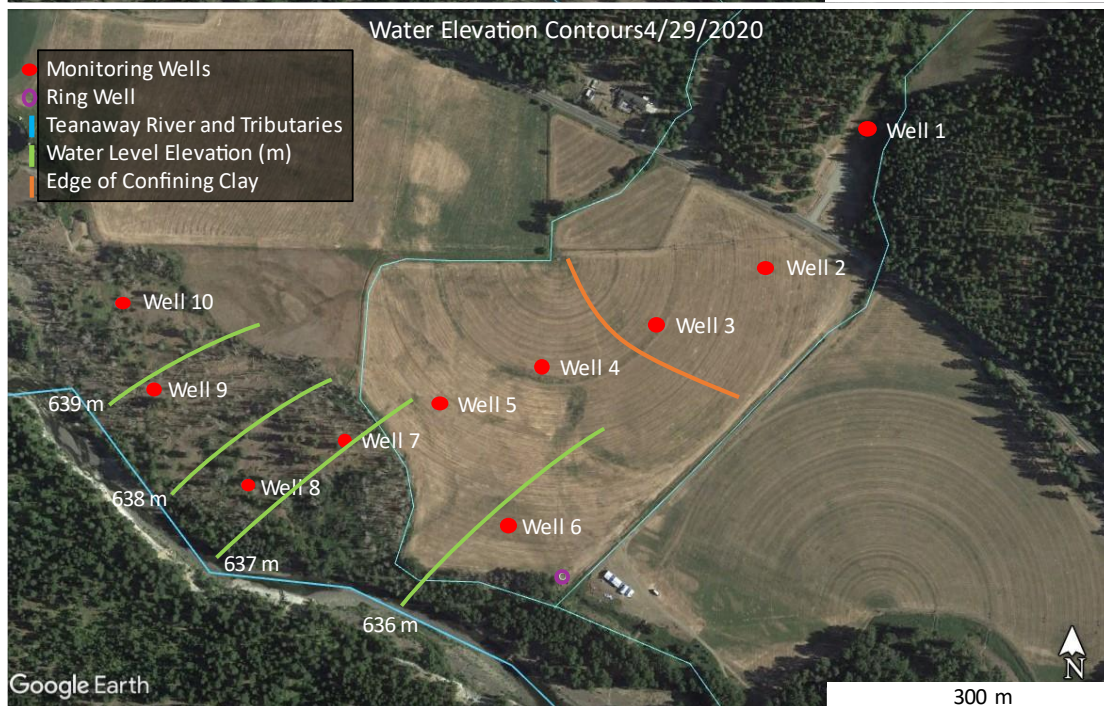 Water Elevation Contours4/29/2020
Monitoring Wells
Ring Well
Teanaway River and Tributaries
Water Level Elevation (m)
Edge of Confining Clay
Well 1
Well 2
Well 10
Well 3
Well 4
Well 9
639 m
Well 5
Well 7
Well 8
638 m
Well 6
637 m
636 m
N
Google Earth
300 m